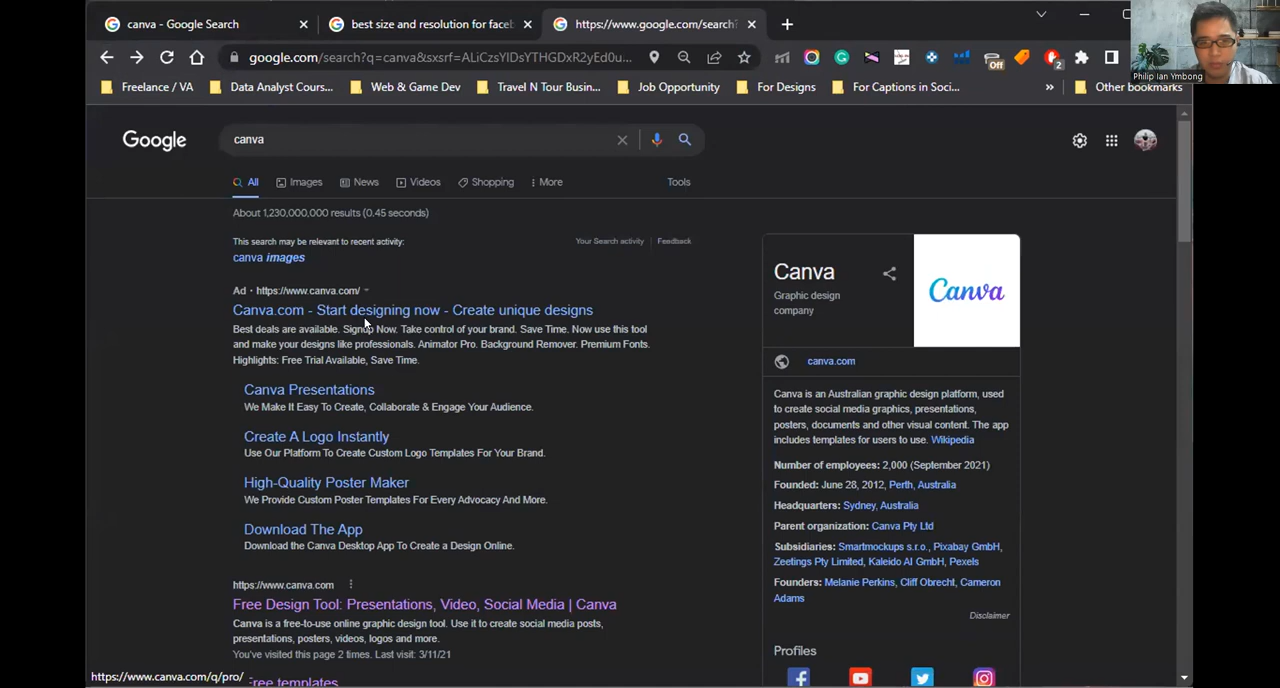 canva - Google Search
best size and resolution for faceb
https://www.google.com/search?
google.com/search?q=canva&sxsrf=ALiCzsYlDsYTHGDxR2yEd0u...
Off
2
Philip Ian Ymbong
Freelance / VA
Data Analyst Cours...
Web & Game Dev
Travel N Tour Busin...
Job Opportunity
For Designs
For Captions in Soci...
»
Other bookmarks
Google
canva
All
Images
News
Videos
Shopping
More
Tools
About 1,230,000,000 results (0.45 seconds)
This search may be relevant to recent activity:
Your Search activity
Feedback
canva images
Ad · https://www.canva.com/
Canva.com - Start designing now - Create unique designs
Best deals are available. Signup Now. Take control of your brand. Save Time. Now use this tool
and make your designs like professionals. Animator Pro. Background Remover. Premium Fonts.
Highlights: Free Trial Available, Save Time.
Canva Presentations
We Make It Easy To Create, Collaborate & Engage Your Audience.
Create A Logo Instantly
Use Our Platform To Create Custom Logo Templates For Your Brand.
High-Quality Poster Maker
We Provide Custom Poster Templates For Every Advocacy And More.
Download The App
Download the Canva Desktop App To Create a Design Online.
https://www.canva.com
Free Design Tool: Presentations, Video, Social Media | Canva
Canva is a free-to-use online graphic design tool. Use it to create social media posts,
presentations, posters, videos, logos and more.
You've visited this page 2 times. Last visit: 3/11/21
Free templates
https://www.canva.com/q/pro/
Canva
Graphic design
company
Canva
canva.com
Canva is an Australian graphic design platform, used
to create social media graphics, presentations,
posters, documents and other visual content. The app
includes templates for users to use. Wikipedia
Number of employees: 2,000 (September 2021)
Founded: June 28, 2012, Perth, Australia
Headquarters: Sydney, Australia
Parent organization: Canva Pty Ltd
Subsidiaries: Smartmockups s.r.o., Pixabay GmbH,
Zeetings Pty Limited, Kaleido AI GmbH, Pexels
Founders: Melanie Perkins, Cliff Obrecht, Cameron
Adams
Disclaimer
Profiles